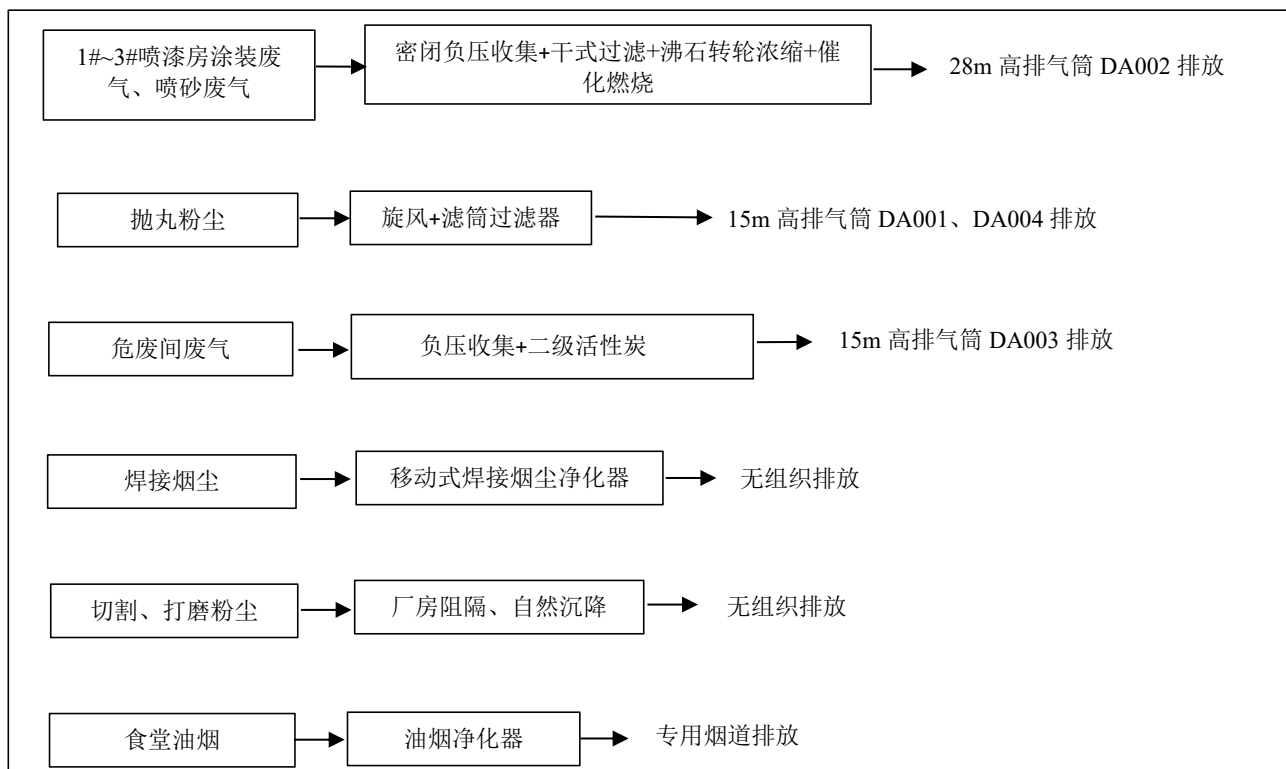 1#~3#喷漆房涂装废
气、喷砂废气
密闭负压收集+干式过滤+沸石转轮浓缩+催
化燃烧
28m 高排气筒 DA002 排放
抛丸粉尘
旋风+滤筒过滤器
15m 高排气筒 DA001、DA004 排放
危废间废气
负压收集+二级活性炭
15m 高排气筒 DA003 排放
焊接烟尘
移动式焊接烟尘净化器
无组织排放
切割、打磨粉尘
厂房阻隔、自然沉降
无组织排放
食堂油烟
油烟净化器
专用烟道排放